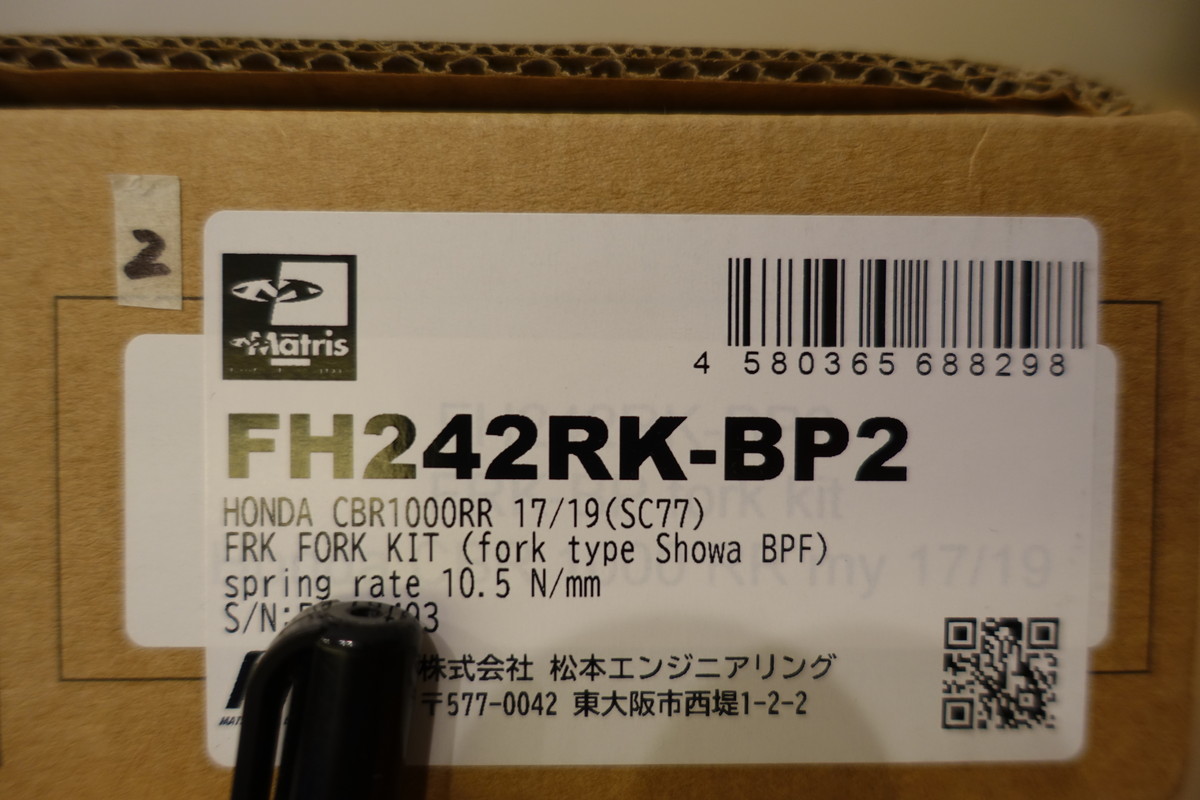 2
Matris
4 580365 688298
FH242RK-BP2
HONDA CBR1000RR 17/19(SC77)
FRK FORK KIT (fork type Showa BPF)
spring rate 10.5 N/mm
S/N:
株式会社 松本エンジニアリング
〒577-0042 東大阪市西堤1-2-2